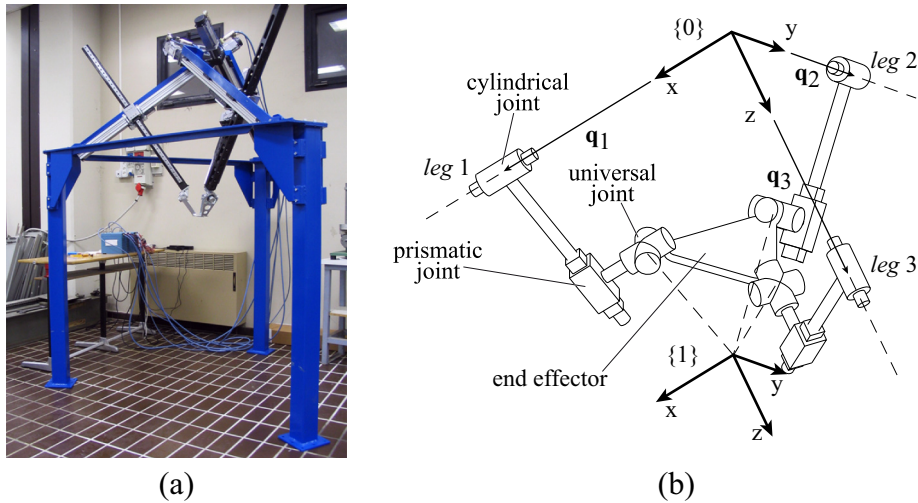 {0}
y
leg 2
q2
x
cylindrical
joint
z
q1
leg 1
universal
joint
q3
prismatic
joint
leg 3
{1}
end effector
y
x
z
(a)
(b)